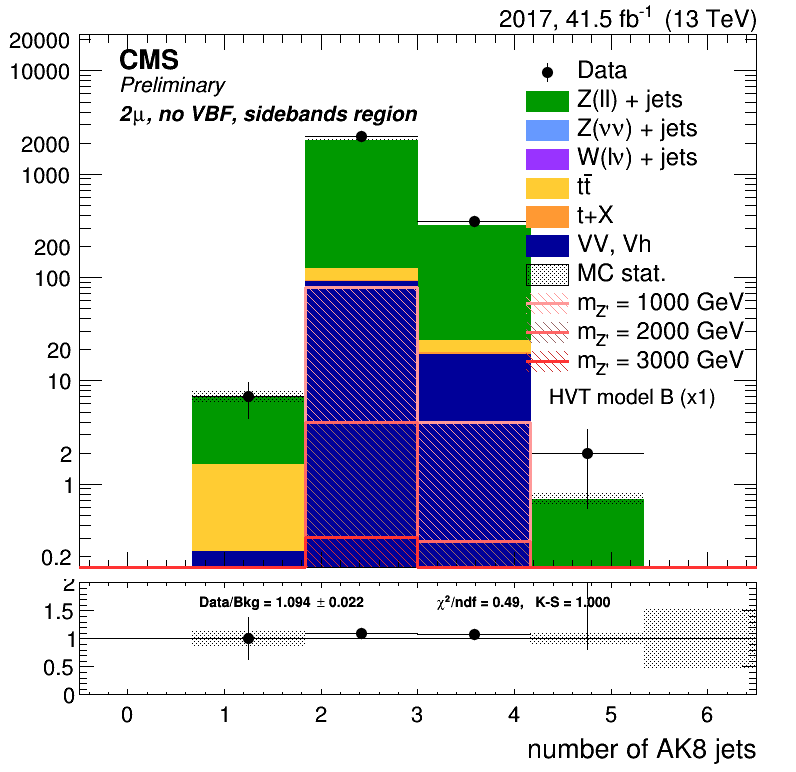 2017, 41.5 fb⁻¹ (13 TeV)
CMS
Preliminary
2μ, no VBF, sidebands region
Data
Z(ll) + jets
Z(νν) + jets
W(lν) + jets
tt̄
t+X
VV, Vh
MC stat.
m_Z' = 1000 GeV
m_Z' = 2000 GeV
m_Z' = 3000 GeV
HVT model B (x1)
20000
10000
2000
1000
200
100
20
10
2
1
0.2
Data/Bkg = 1.094 ± 0.022 χ²/ndf = 0.49, K-S = 1.000
2
1.5
1
0.5
0
0 1 2 3 4 5 6
number of AK8 jets